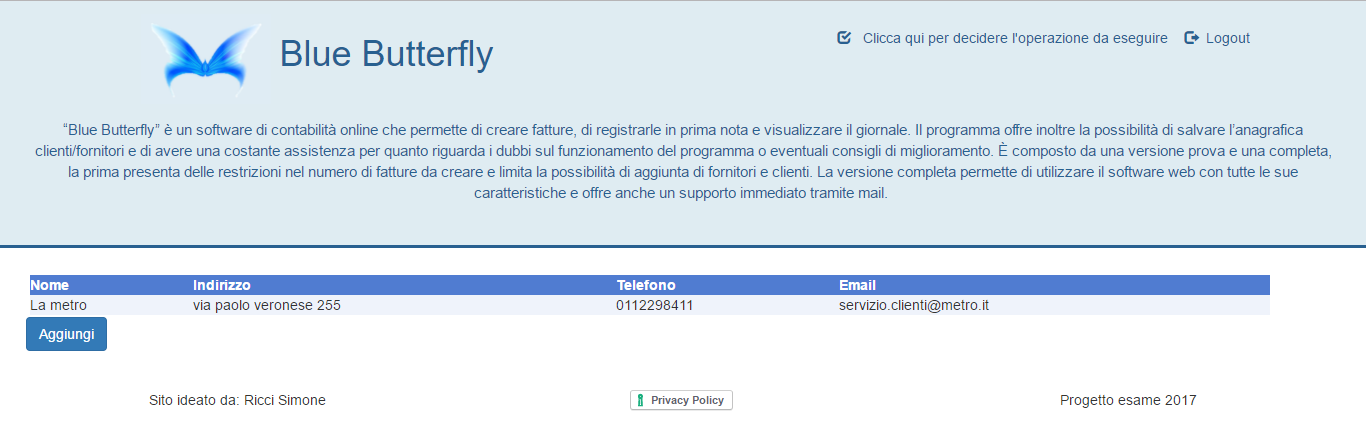 Blue Butterfly
Clicca qui per decidere l'operazione da eseguire Logout
“Blue Butterfly” è un software di contabilità online che permette di creare fatture, di registrarle in prima nota e visualizzare il giornale. Il programma offre inoltre la possibilità di salvare l’anagrafica
clienti/fornitori e di avere una costante assistenza per quanto riguarda i dubbi sul funzionamento del programma o eventuali consigli di miglioramento. È composto da una versione prova e una completa,
la prima presenta delle restrizioni nel numero di fatture da creare e limita la possibilità di aggiunta di fornitori e clienti. La versione completa permette di utilizzare il software web con tutte le sue
caratteristiche e offre anche un supporto immediato tramite mail.
Nome Indirizzo Telefono Email
La metro via paolo veronese 255 0112298411 servizio.clienti@metro.it
Aggiungi
Sito ideato da: Ricci Simone Privacy Policy Progetto esame 2017